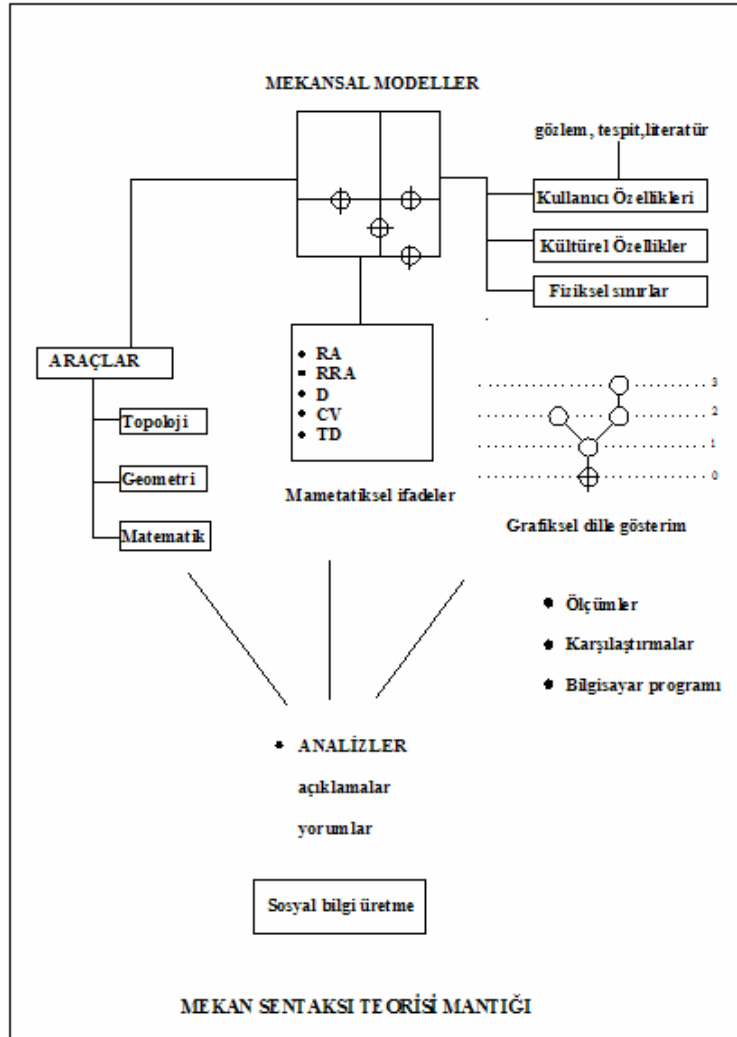 MEKANSAL MODELLER
gözlem, tespit,literatür
Kullanıcı Özellikleri
Kültürel Özellikler
Fiziksel sınırlar
ARAÇLAR
Topoloji
Geometri
Matematik
• RA
▪ RRA
• D
• CV
• TD
Mametatiksel ifadeler
3
2
1
0
Grafiksel dille gösterim
• Ölçümler
• Karşılaştırmalar
• Bilgisayar programı
• ANALİZLER
açıklamalar
yorumlar
Sosyal bilgi üretme
MEKAN SENTAKSI TEORİSİ MANTIĞI